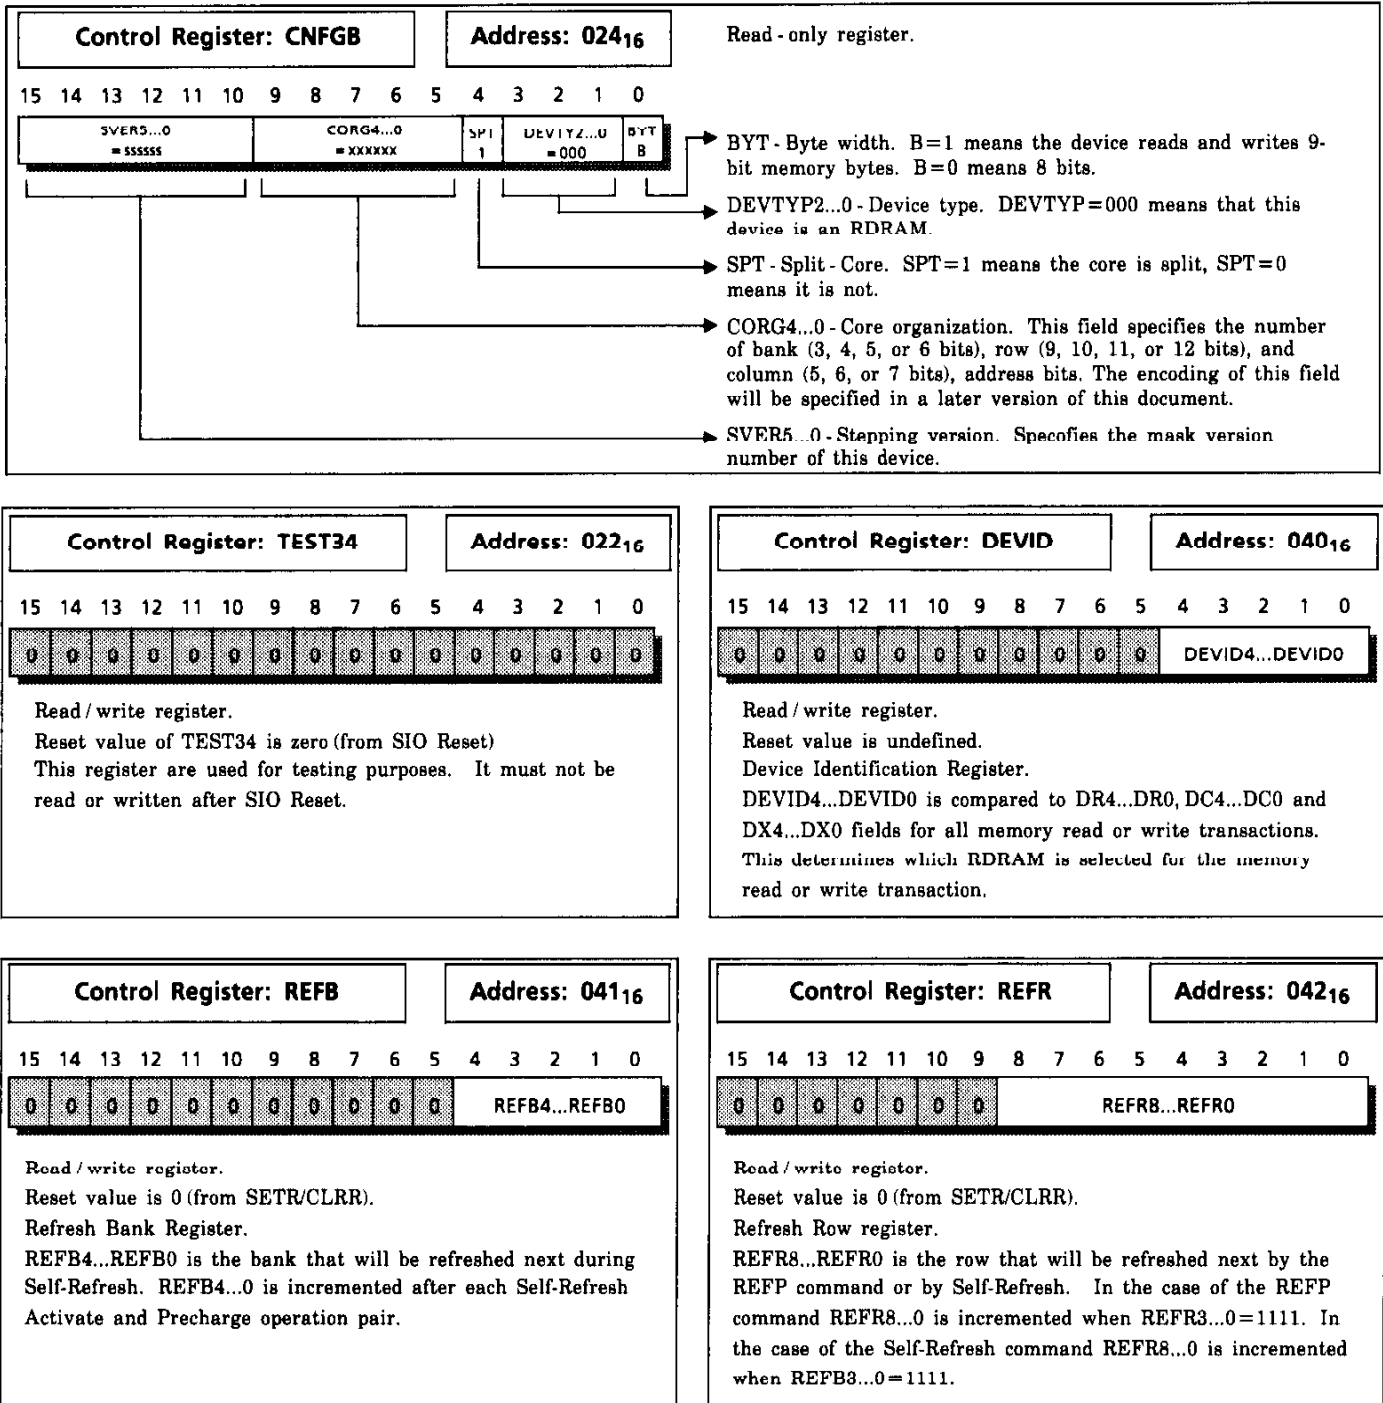 Control Register: CNFGB
Address: 024₁₆
Read - only register.
15 14 13 12 11 10 9 8 7 6 5 4 3 2 1 0
SVER5...0 CORG4...0 SPT DEVTY2...0 BYT
= ssssss = xxxxxx 1 = 000 B
BYT - Byte width. B=1 means the device reads and writes 9-
bit memory bytes. B=0 means 8 bits.
DEVTYP2...0 - Device type. DEVTYP=000 means that this
device is an RDRAM.
SPT - Split - Core. SPT=1 means the core is split, SPT=0
means it is not.
CORG4...0 - Core organization. This field specifies the number
of bank (3, 4, 5, or 6 bits), row (9, 10, 11, or 12 bits), and
column (5, 6, or 7 bits), address bits. The encoding of this field
will be specified in a later version of this document.
SVER5...0 - Stepping version. Specofies the mask version
number of this device.
Control Register: TEST34
Address: 022₁₆
15 14 13 12 11 10 9 8 7 6 5 4 3 2 1 0
0 0 0 0 0 0 0 0 0 0 0 0 0 0 0 0
Read / write register.
Reset value of TEST34 is zero (from SIO Reset)
This register are used for testing purposes. It must not be
read or written after SIO Reset.
Control Register: DEVID
Address: 040₁₆
15 14 13 12 11 10 9 8 7 6 5 4 3 2 1 0
0 0 0 0 0 0 0 0 0 0 0 DEVID4...DEVID0
Read / write register.
Reset value is undefined.
Device Identification Register.
DEVID4...DEVID0 is compared to DR4...DR0, DC4...DC0 and
DX4...DX0 fields for all memory read or write transactions.
This determines which RDRAM is selected for the memory
read or write transaction.
Control Register: REFB
Address: 041₁₆
15 14 13 12 11 10 9 8 7 6 5 4 3 2 1 0
0 0 0 0 0 0 0 0 0 0 0 REFB4...REFB0
Read / write register.
Reset value is 0 (from SETR/CLRR).
Refresh Bank Register.
REFB4...REFB0 is the bank that will be refreshed next during
Self-Refresh. REFB4...0 is incremented after each Self-Refresh
Activate and Precharge operation pair.
Control Register: REFR
Address: 042₁₆
15 14 13 12 11 10 9 8 7 6 5 4 3 2 1 0
0 0 0 0 0 0 0 REFR8...REFR0
Read / write register.
Reset value is 0 (from SETR/CLRR).
Refresh Row register.
REFR8...REFR0 is the row that will be refreshed next by the
REFP command or by Self-Refresh. In the case of the REFP
command REFR8...0 is incremented when REFR3...0=1111. In
the case of the Self-Refresh command REFR8...0 is incremented
when REFB3...0=1111.